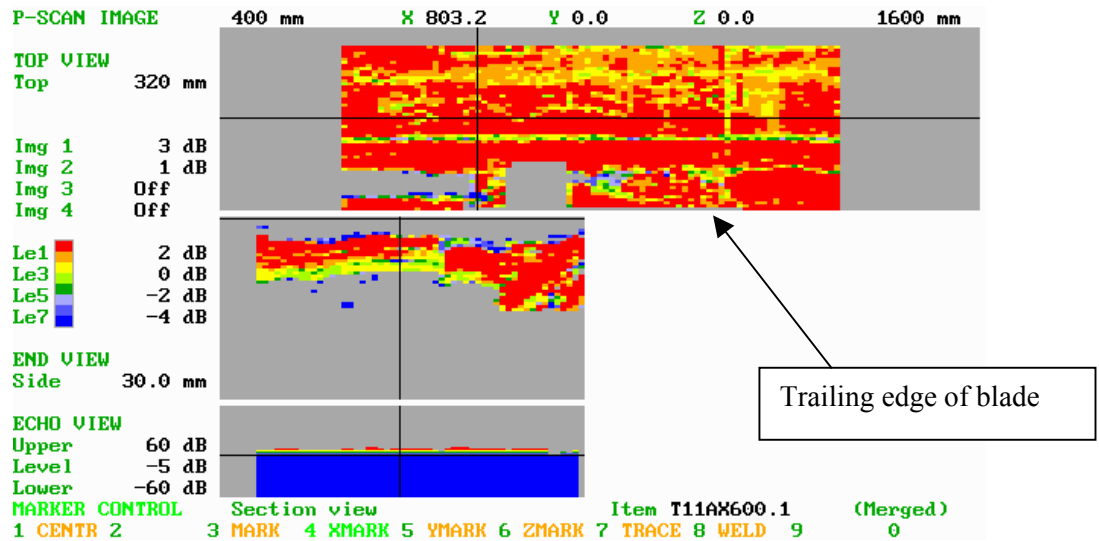 P-SCAN IMAGE 400 mm X 803.2 Y 0.0 Z 0.0 1600 mm
TOP VIEW
Top 320 mm
Img 1 3 dB
Img 2 1 dB
Img 3 Off
Img 4 Off
Le1 2 dB
Le3 0 dB
Le5 -2 dB
Le7 -4 dB
END VIEW
Side 30.0 mm
Trailing edge of blade
ECHO VIEW
Upper 60 dB
Level -5 dB
Lower -60 dB
MARKER CONTROL Section view Item T11AX600.1 (Merged)
1 CENTR 2 3 MARK 4 XMARK 5 YMARK 6 ZMARK 7 TRACE 8 WELD 9 0